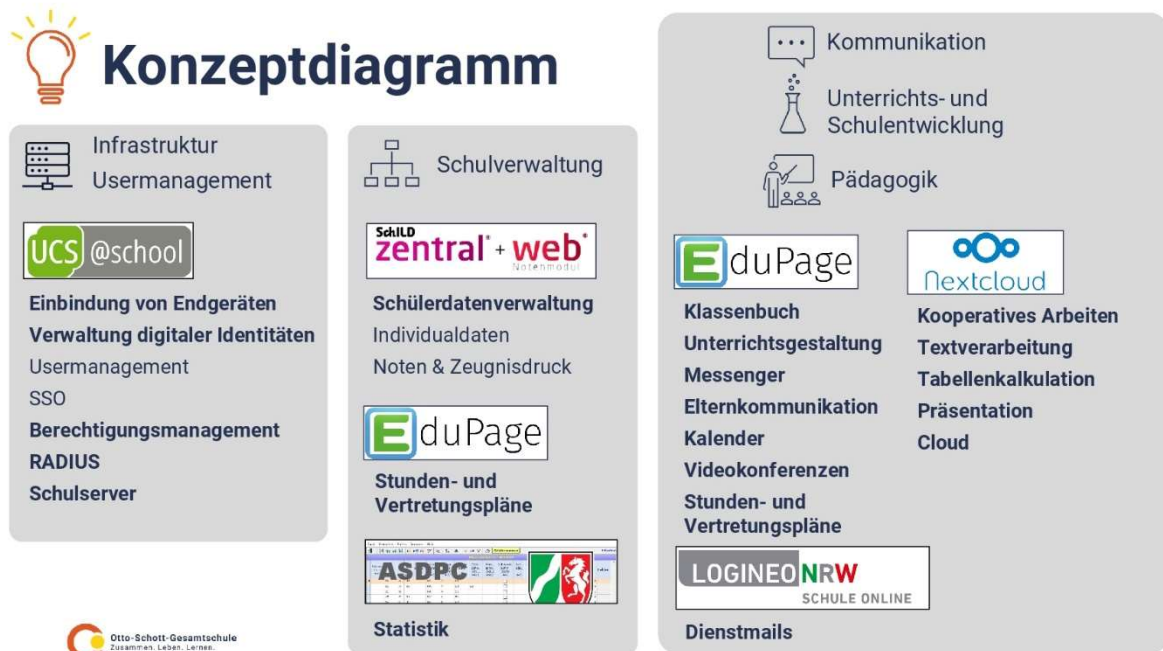 Konzeptdiagramm
Infrastruktur
Usermanagement
UCS @school
Einbindung von Endgeräten
Verwaltung digitaler Identitäten
Usermanagement
SSO
Berechtigungsmanagement
RADIUS
Schulserver
Schulverwaltung
SchILD
zentral* + web*
Notenmodul
Schülerdatenverwaltung
Individualdaten
Noten & Zeugnisdruck
EduPage
Stunden- und
Vertretungspläne
ASDPC
Statistik
Kommunikation
Unterrichts- und
Schulentwicklung
Pädagogik
EduPage
Klassenbuch
Unterrichtsgestaltung
Messenger
Elternkommunikation
Kalender
Videokonferenzen
Stunden- und
Vertretungspläne
Nextcloud
Kooperatives Arbeiten
Textverarbeitung
Tabellenkalkulation
Präsentation
Cloud
LOGINEO NRW
SCHULE ONLINE
Dienstmails
Otto-Schott-Gesamtschule
Zusammen. Leben. Lernen.